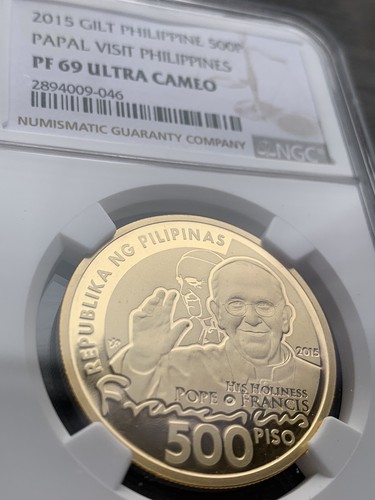 2015 GILT PHILIPPINE 500P
PAPAL VISIT PHILIPPINES
PF 69 ULTRA CAMEO
2894009-046
NUMISMATIC GUARANTY COMPANY
NGC
REPUBLIKA NG PILIPINAS
2015
HIS HOLINESS
POPE • FRANCIS
500 PISO